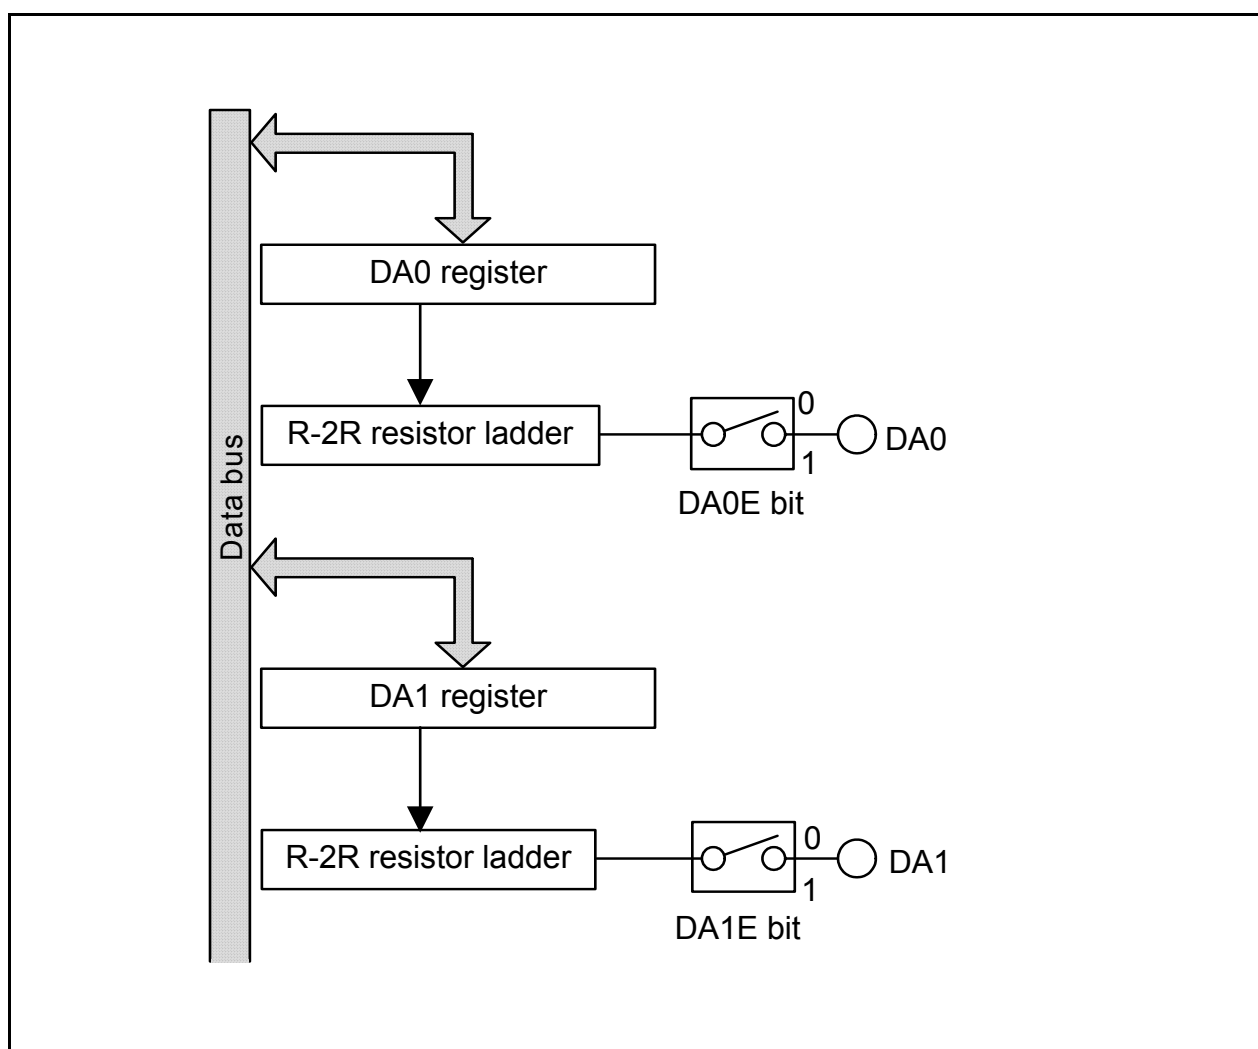 Data bus
DA0 register
R-2R resistor ladder
0
1
DA0
DA0E bit
DA1 register
R-2R resistor ladder
0
1
DA1
DA1E bit